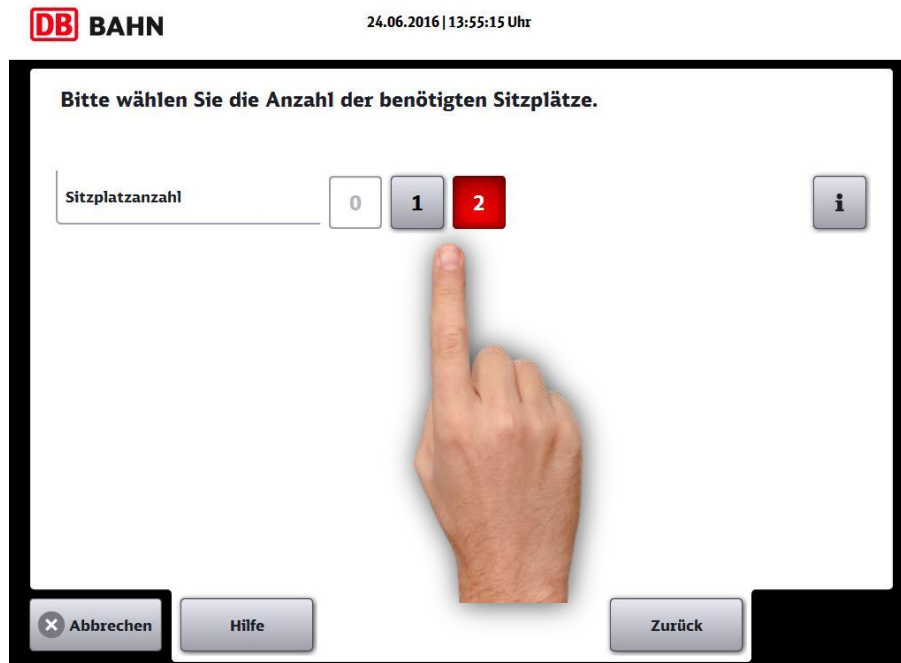 DB BAHN
24.06.2016 | 13:55:15 Uhr
Bitte wählen Sie die Anzahl der benötigten Sitzplätze.
Sitzplatzanzahl 0 1 2 i
Abbrechen Hilfe Zurück